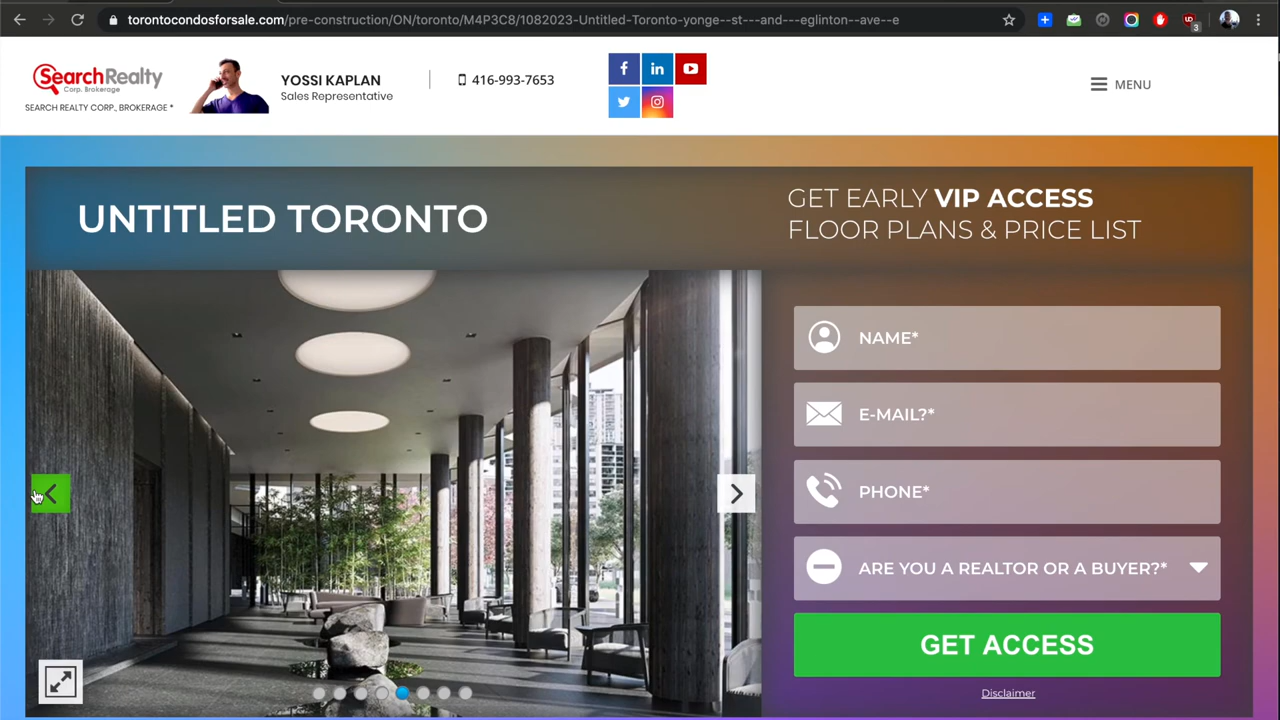 torontocondosforsale.com/pre-construction/ON/toronto/M4P3C8/1082023-Untitled-Toronto-yonge--st---and---eglinton--ave--e
3
SearchRealty
Corp. Brokerage
SEARCH REALTY CORP., BROKERAGE *
YOSSI KAPLAN
Sales Representative
416-993-7653
MENU
UNTITLED TORONTO
GET EARLY VIP ACCESS
FLOOR PLANS & PRICE LIST
NAME*
E-MAIL?*
PHONE*
ARE YOU A REALTOR OR A BUYER?*
GET ACCESS
Disclaimer